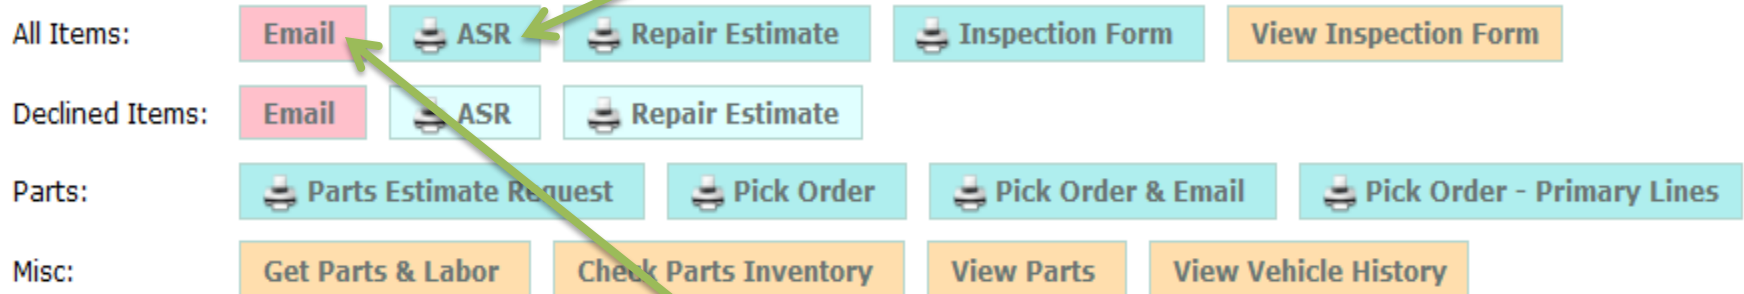 All Items: Email ASR Repair Estimate Inspection Form View Inspection Form
Declined Items: Email ASR Repair Estimate
Parts: Parts Estimate Request Pick Order Pick Order & Email Pick Order - Primary Lines
Misc: Get Parts & Labor Check Parts Inventory View Parts View Vehicle History